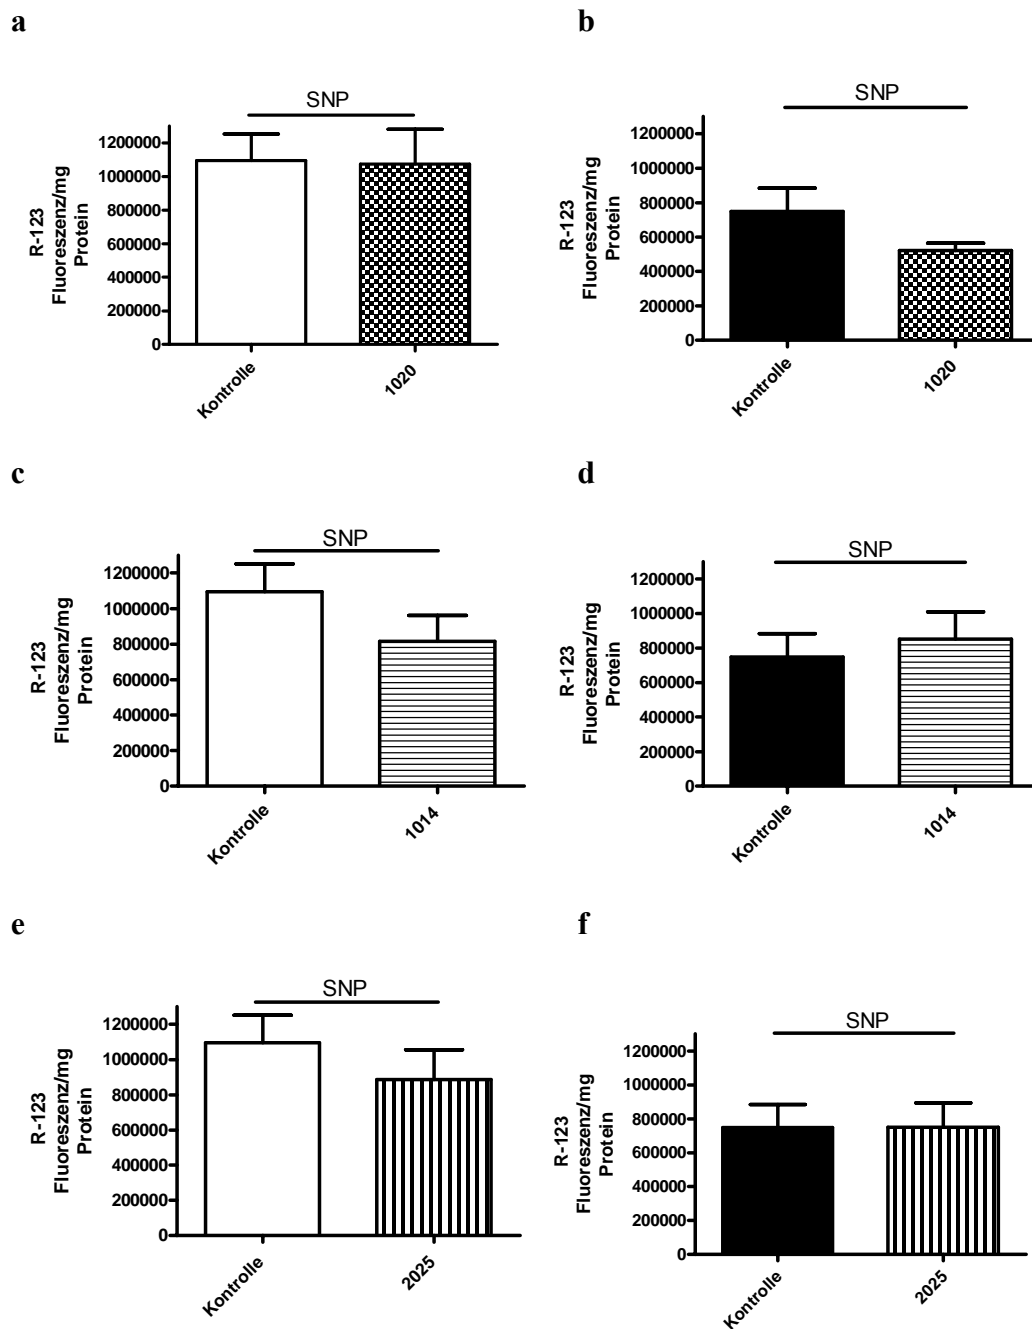 a
SNP
R-123
Fluoreszenz/mg
Protein
1200000
1000000
800000
600000
400000
200000
0
Kontrolle
1020
b
SNP
R-123
Fluoreszenz/mg
Protein
1200000
1000000
800000
600000
400000
200000
0
Kontrolle
1020
c
SNP
R-123
Fluoreszenz/mg
Protein
1200000
1000000
800000
600000
400000
200000
0
Kontrolle
1014
d
SNP
R-123
Fluoreszenz/mg
Protein
1200000
1000000
800000
600000
400000
200000
0
Kontrolle
1014
e
SNP
R-123
Fluoreszenz/mg
Protein
1200000
1000000
800000
600000
400000
200000
0
Kontrolle
2025
f
SNP
R-123
Fluoreszenz/mg
Protein
1200000
1000000
800000
600000
400000
200000
0
Kontrolle
2025